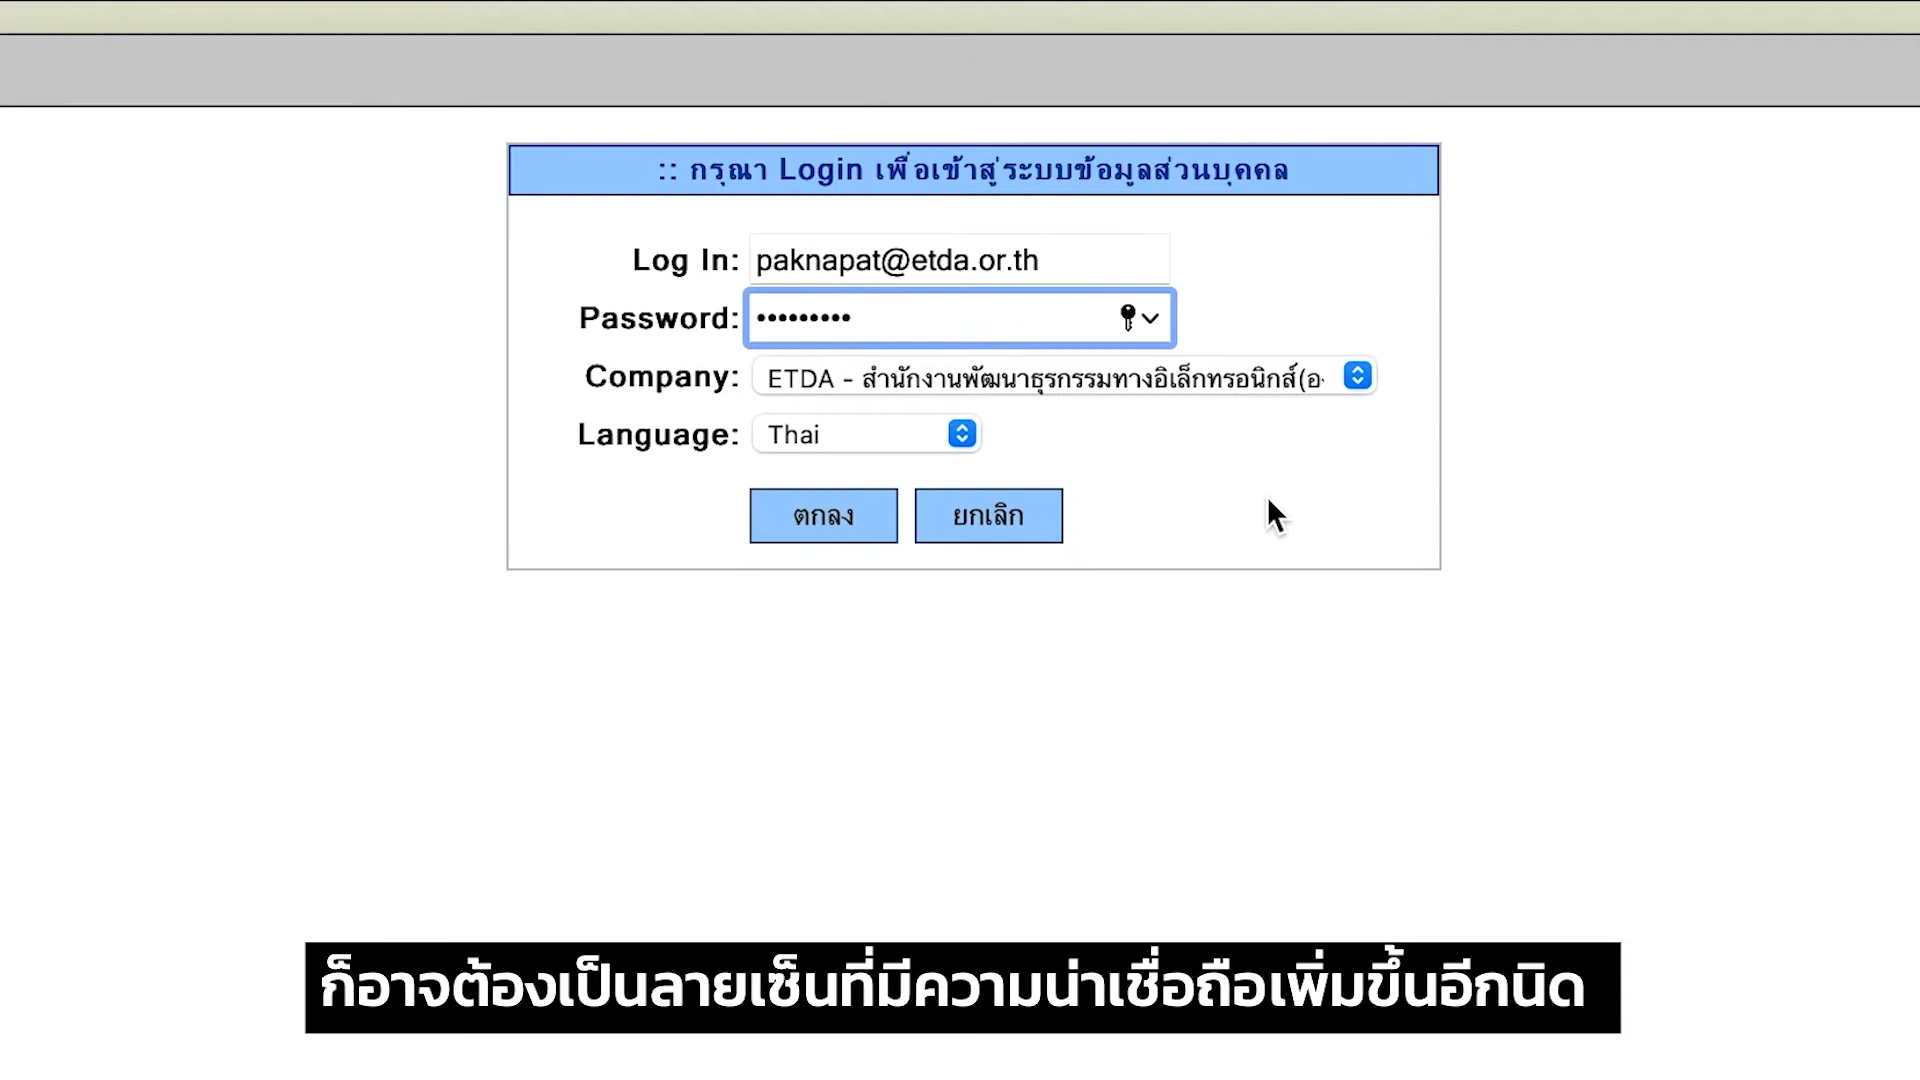 :: กรุณา Login เพื่อเข้าสู่ระบบข้อมูลส่วนบุคคล
Log In: paknapat@etda.or.th
Password: •••••••••
Company: ETDA - สำนักงานพัฒนาธุรกรรมทางอิเล็กทรอนิกส์(อ
Language: Thai
ตกลง ยกเลิก
ก็อาจต้องเป็นลายเซ็นที่มีความน่าเชื่อถือเพิ่มขึ้นอีกนิด